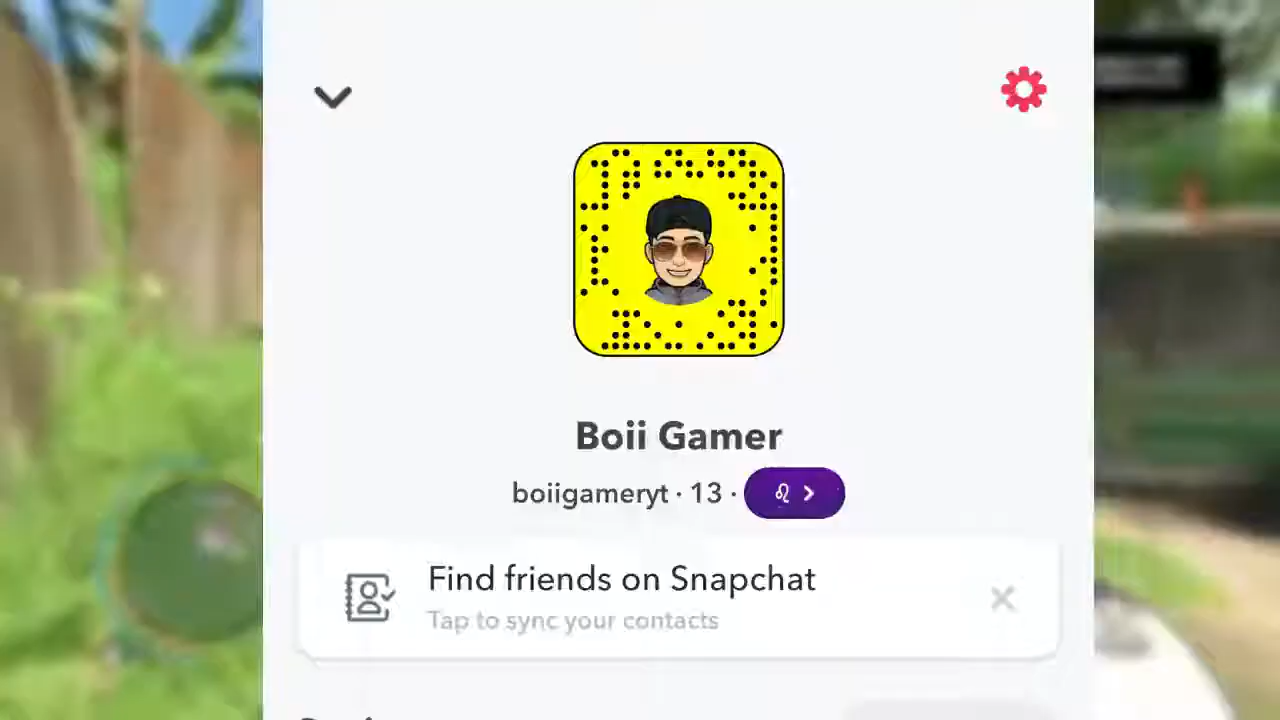 Boii Gamer
boiigameryt · 13 · ♌ >
Find friends on Snapchat
Tap to sync your contacts